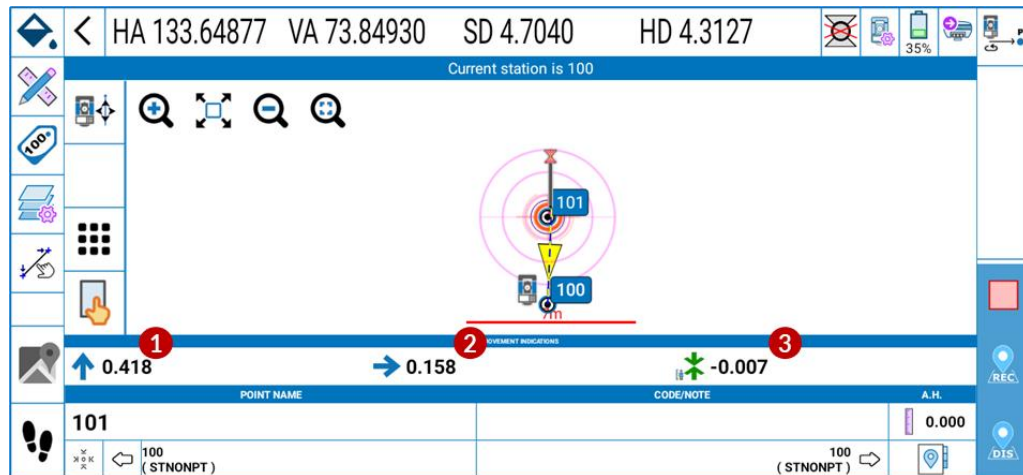 HA 133.64877 VA 73.84930 SD 4.7040 HD 4.3127
35%
P
Current station is 100
100
101
100
7m
MOVEMENT INDICATIONS
1 2 3
0.418 0.158 -0.007
POINT NAME CODE/NOTE A.H.
101 0.000
100 100
( STNONPT ) ( STNONPT )
REC
DIS